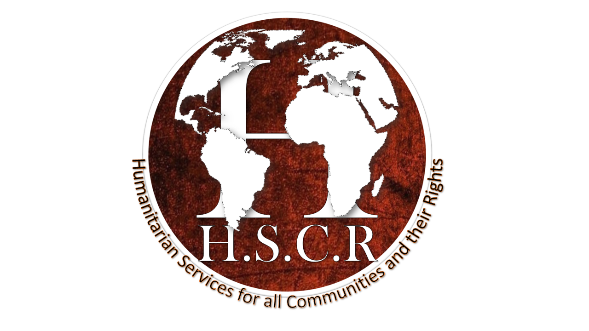 H
H.S.C.R
Humanitarian Services for all Communities and their Rights